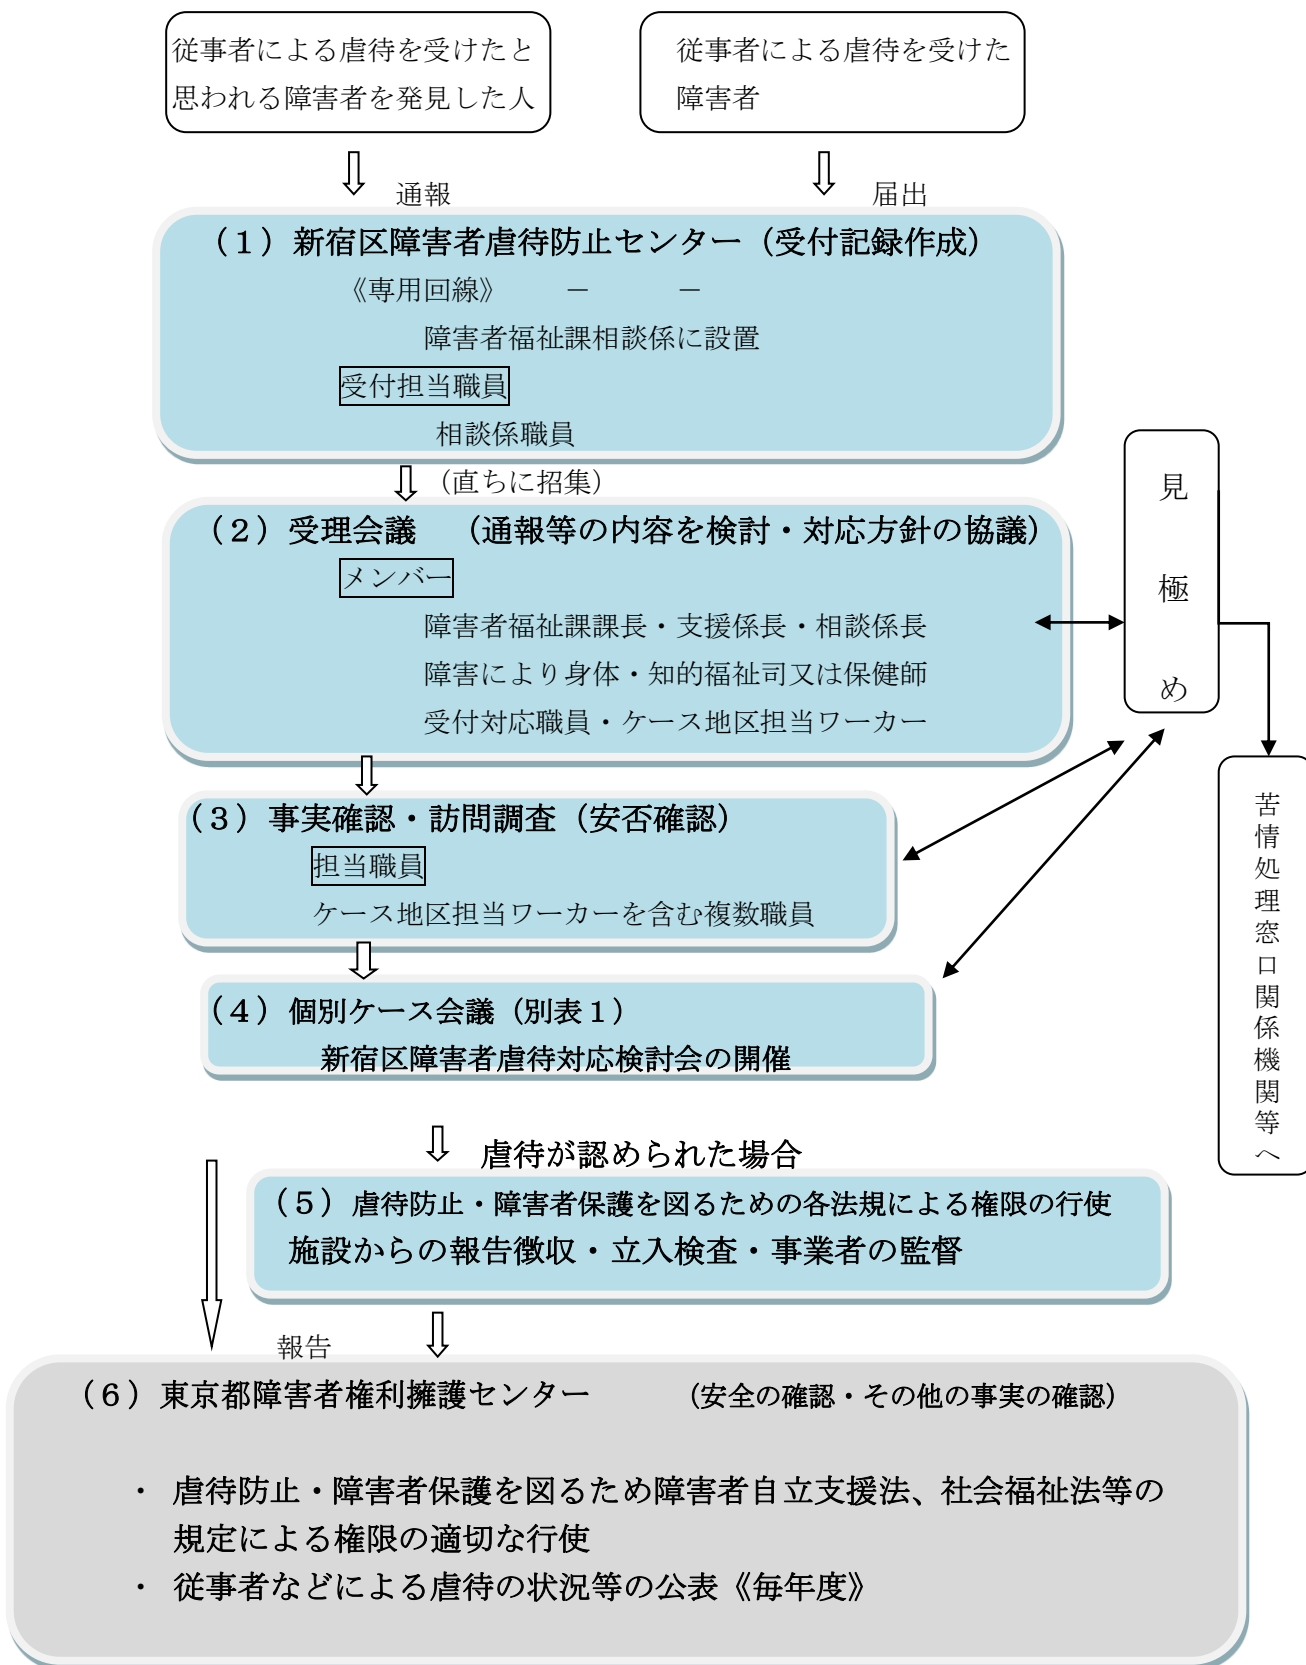 従事者による虐待を受けたと
思われる障害者を発見した人
従事者による虐待を受けた
障害者
通報
届出
（１）新宿区障害者虐待防止センター（受付記録作成）
《専用回線》　　－　　　－
障害者福祉課相談係に設置
受付担当職員
相談係職員
（直ちに招集）
（２）受理会議　（通報等の内容を検討・対応方針の協議）
メンバー
障害者福祉課課長・支援係長・相談係長
障害により身体・知的福祉司又は保健師
受付対応職員・ケース地区担当ワーカー
見極め
（３）事実確認・訪問調査（安否確認）
担当職員
ケース地区担当ワーカーを含む複数職員
苦情処理窓口関係機関等へ
（４）個別ケース会議（別表１）
新宿区障害者虐待対応検討会の開催
虐待が認められた場合
（５）虐待防止・障害者保護を図るための各法規による権限の行使
施設からの報告徴収・立入検査・事業者の監督
報告
（６）東京都障害者権利擁護センター　　　（安全の確認・その他の事実の確認）
・　虐待防止・障害者保護を図るため障害者自立支援法、社会福祉法等の
規定による権限の適切な行使
・　従事者などによる虐待の状況等の公表《毎年度》